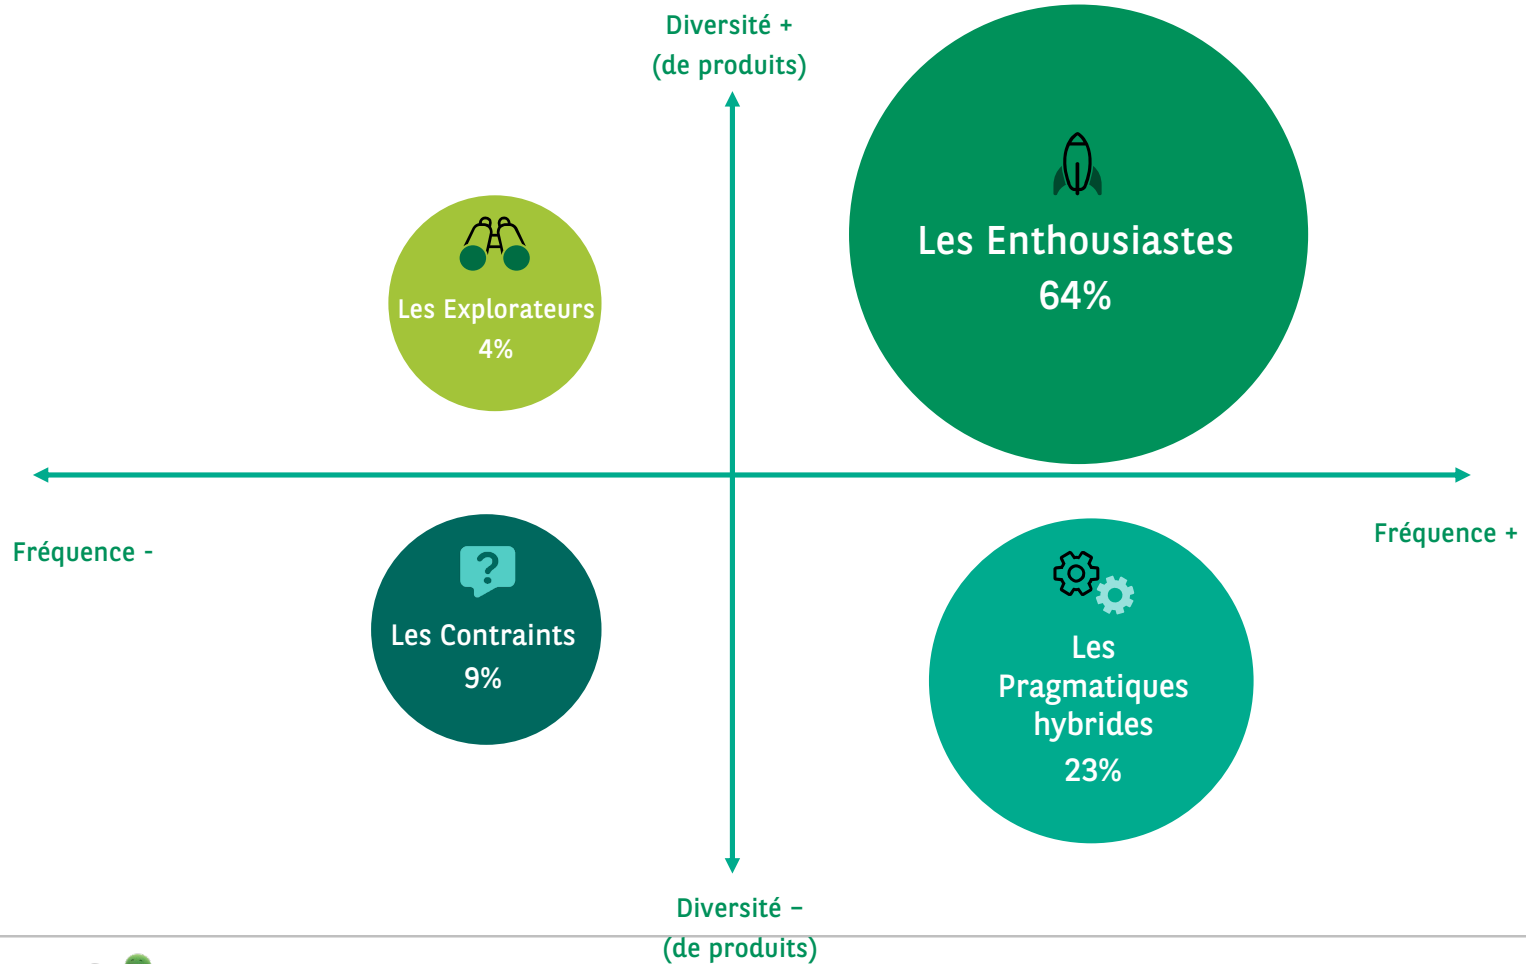 Diversité +
(de produits)
Les Enthousiastes
64%
Les Explorateurs
4%
Fréquence -
Fréquence +
?
Les Contraints
9%
Les
Pragmatiques
hybrides
23%
Diversité –
(de produits)